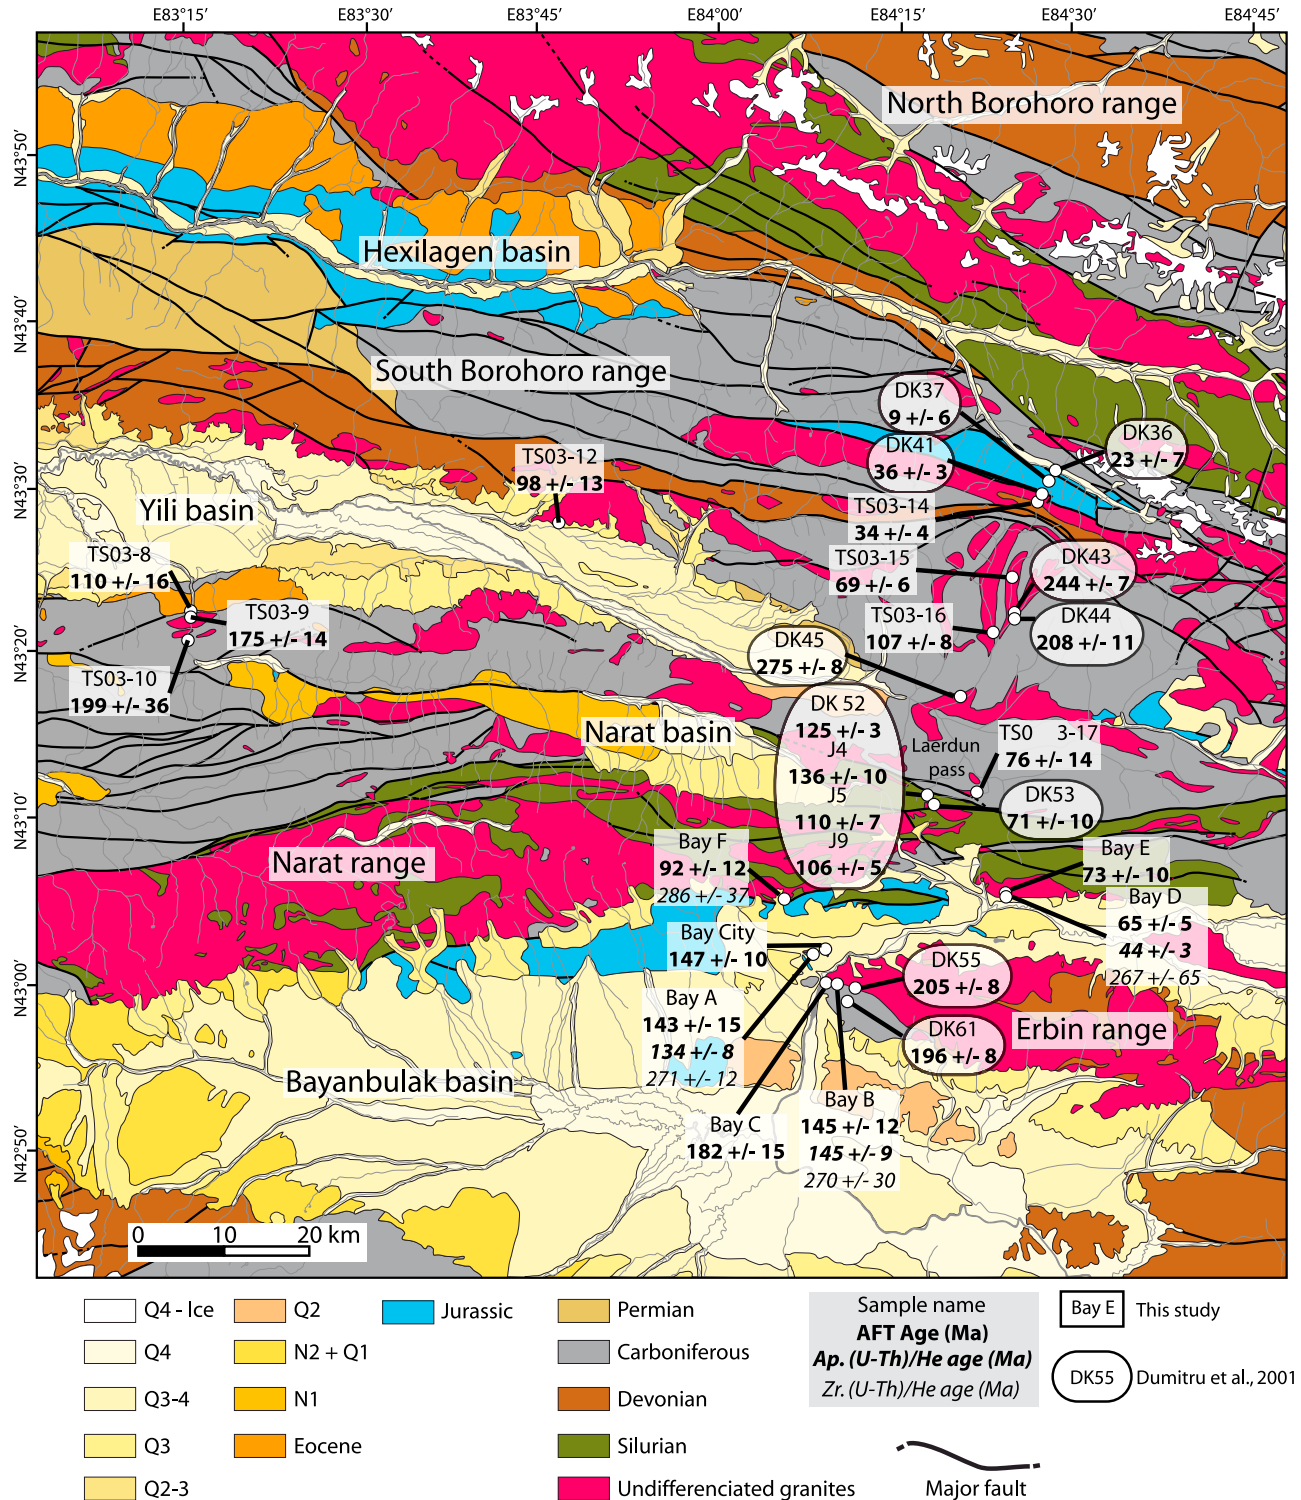 E83°15’ E83°30’ E83°45’ E84°00’ E84°15’ E84°30’ E84°45’
N43°50’
N43°40’
N43°30’
N43°20’
N43°10’
N43°00’
N42°50’
North Borohoro range
Hexilagen basin
South Borohoro range
DK37
9 +/- 6
DK36
23 +/- 7
DK41
36 +/- 3
TS03-12
98 +/- 13
TS03-14
34 +/- 4
Yili basin
TS03-8
110 +/- 16
TS03-15
69 +/- 6
DK43
244 +/- 7
TS03-9
175 +/- 14
TS03-16
107 +/- 8
DK44
208 +/- 11
DK45
275 +/- 8
TS03-10
199 +/- 36
DK 52
125 +/- 3
J4
136 +/- 10
J5
110 +/- 7
J9
106 +/- 5
Narat basin
Laerdun
pass
TS0 3-17
76 +/- 14
DK53
71 +/- 10
Bay F
92 +/- 12
286 +/- 37
Bay E
73 +/- 10
Narat range
Bay D
65 +/- 5
44 +/- 3
267 +/- 65
Bay City
147 +/- 10
DK55
205 +/- 8
Bay A
143 +/- 15
134 +/- 8
271 +/- 12
DK61
196 +/- 8
Erbin range
Bayanbulak basin
Bay B
145 +/- 12
145 +/- 9
270 +/- 30
Bay C
182 +/- 15
0 10 20 km
Q4 - Ice
Q4
Q3-4
Q3
Q2-3
Q2
N2 + Q1
N1
Eocene
Jurassic
Permian
Carboniferous
Devonian
Silurian
Undifferenciated granites
Sample name
AFT Age (Ma)
Ap. (U-Th)/He age (Ma)
Zr. (U-Th)/He age (Ma)
Bay E This study
DK55 Dumitru et al., 2001
Major fault